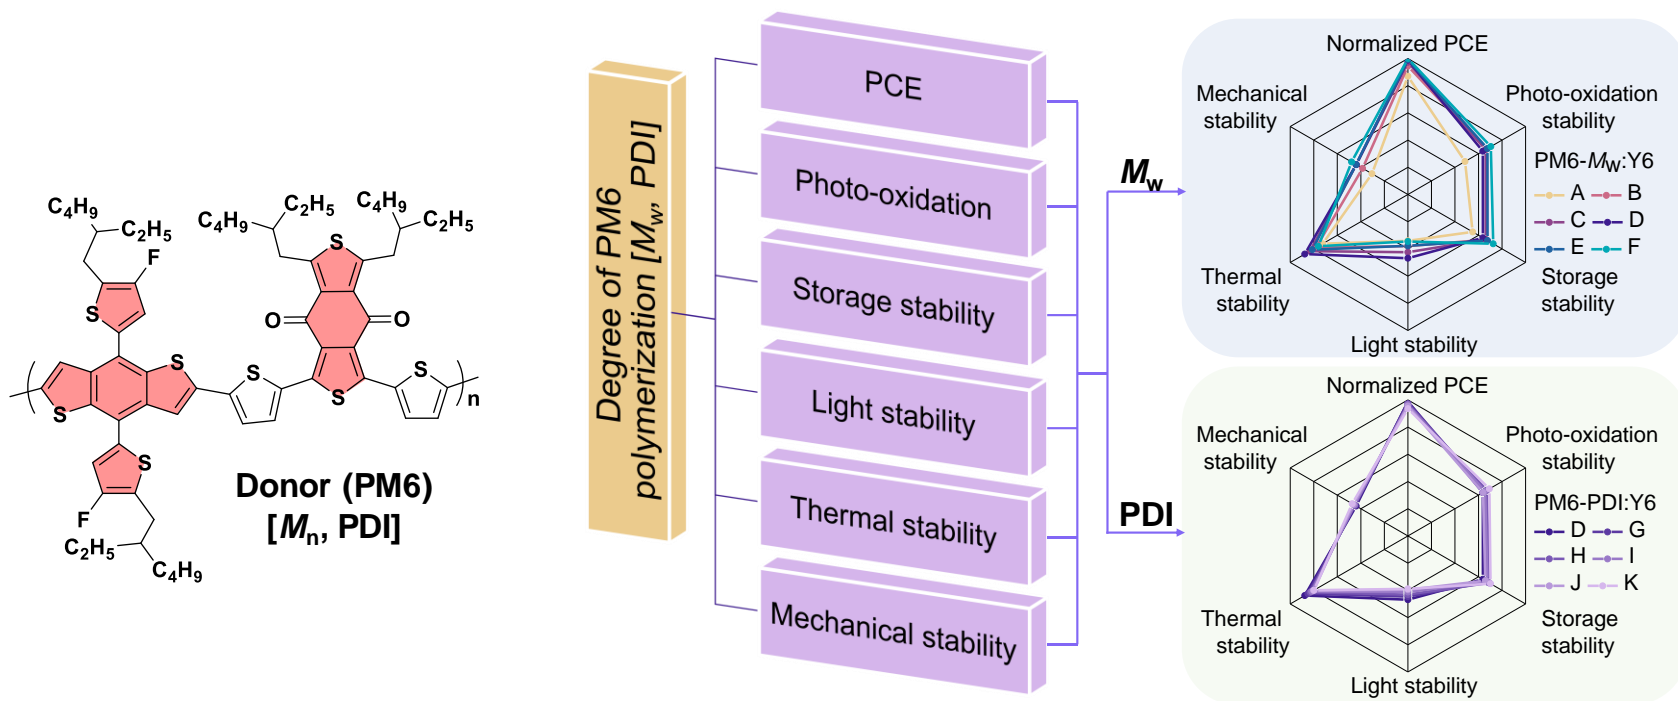 C₄H₉
C₂H₅
F
S
S
S
F
S
C₂H₅
C₄H₉
S
C₄H₉
C₂H₅
C₄H₉
C₂H₅
S
O
O
S
S
n
Donor (PM6)
[Mₙ, PDI]
Degree of PM6
polymerization [M_w, PDI]
PCE
Photo-oxidation
Storage stability
Light stability
Thermal stability
Mechanical stability
M_w
PDI
Normalized PCE
Mechanical
stability
Photo-oxidation
stability
PM6-M_W:Y6
A B
C D
E F
Thermal
stability
Storage
stability
Light stability
Normalized PCE
Mechanical
stability
Photo-oxidation
stability
PM6-PDI:Y6
D G
H I
J K
Thermal
stability
Storage
stability
Light stability